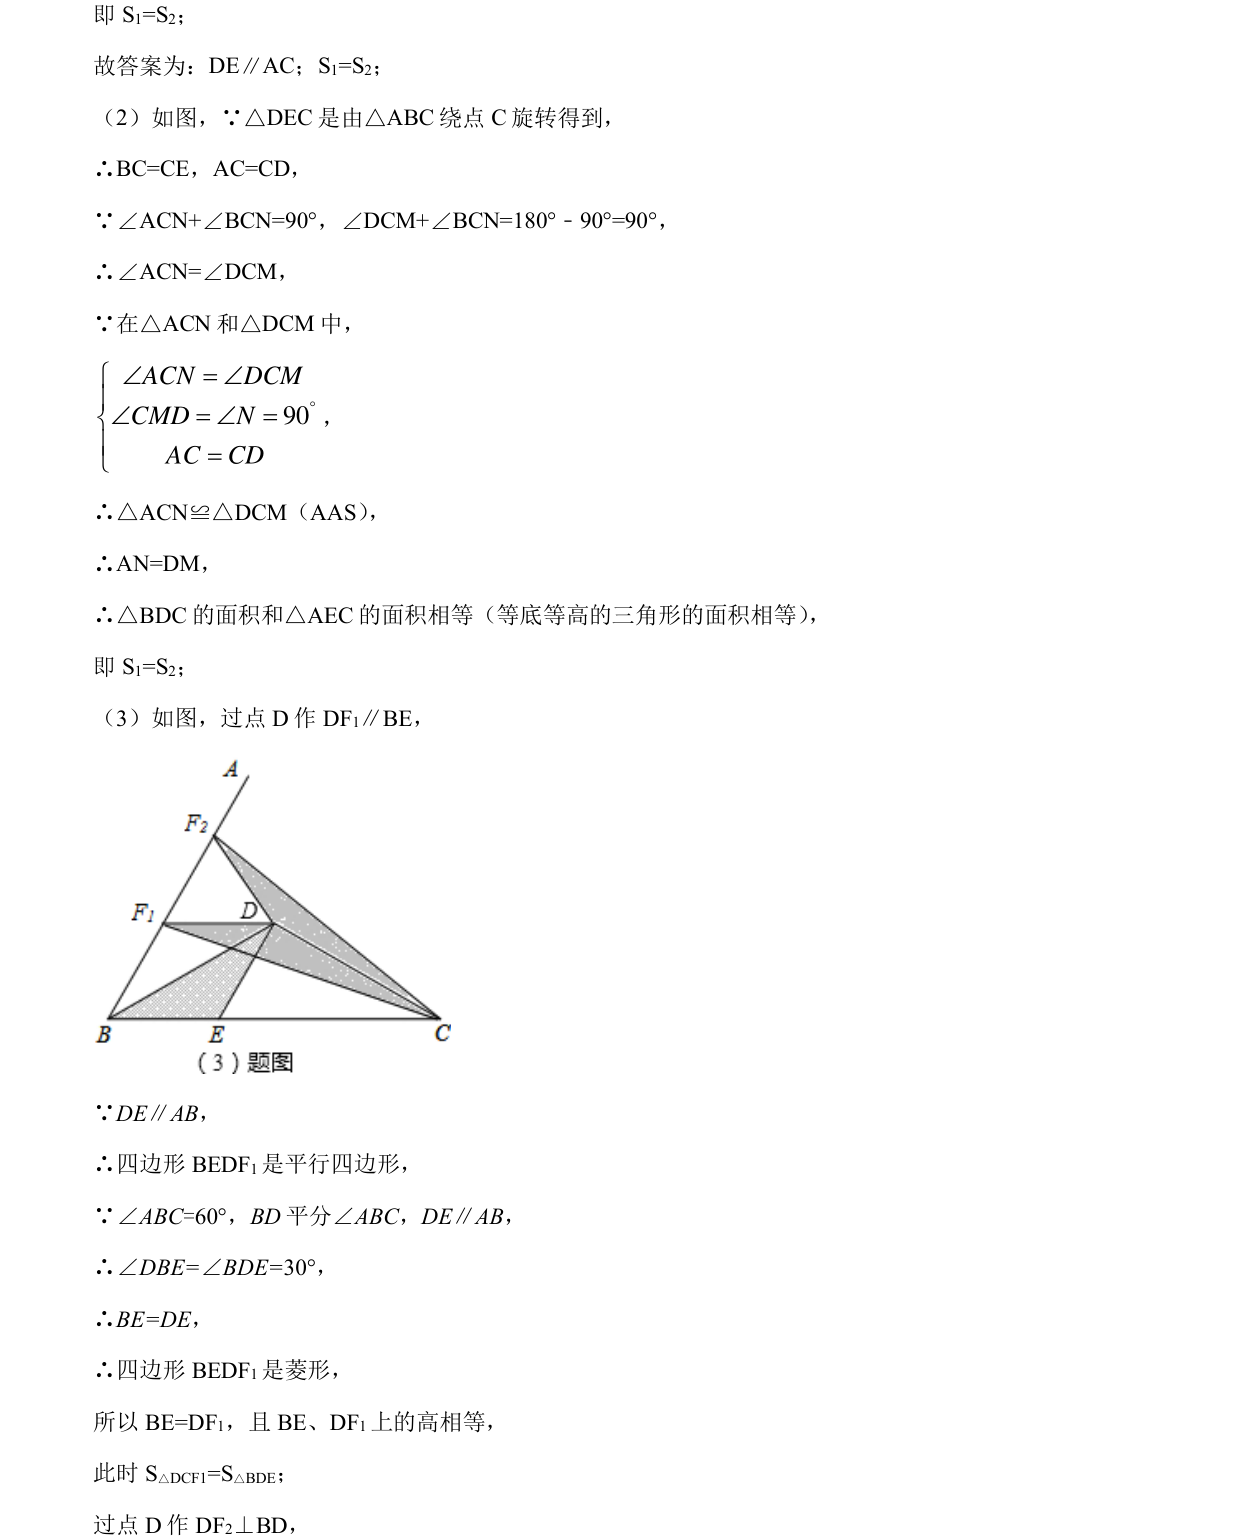 即 S₁=S₂；
故答案为：DE∥AC；S₁=S₂；
（2）如图，∵△DEC 是由△ABC 绕点 C 旋转得到，
∴BC=CE，AC=CD，
∵∠ACN+∠BCN=90°，∠DCM+∠BCN=180°﹣90°=90°，
∴∠ACN=∠DCM，
∵在△ACN 和△DCM 中，
∠ACN = ∠DCM
∠CMD = ∠N = 90°，
AC = CD
∴△ACN≌△DCM（AAS），
∴AN=DM，
∴△BDC 的面积和△AEC 的面积相等（等底等高的三角形的面积相等），
即 S₁=S₂；
（3）如图，过点 D 作 DF₁∥BE，
A
F₂
F₁
D
B
E
C
（3）题图
∵DE∥AB，
∴四边形 BEDF₁ 是平行四边形，
∵∠ABC=60°，BD 平分∠ABC，DE∥AB，
∴∠DBE=∠BDE=30°，
∴BE=DE，
∴四边形 BEDF₁ 是菱形，
所以 BE=DF₁，且 BE、DF₁ 上的高相等，
此时 S△DCF1=S△BDE；
过点 D 作 DF₂⊥BD，